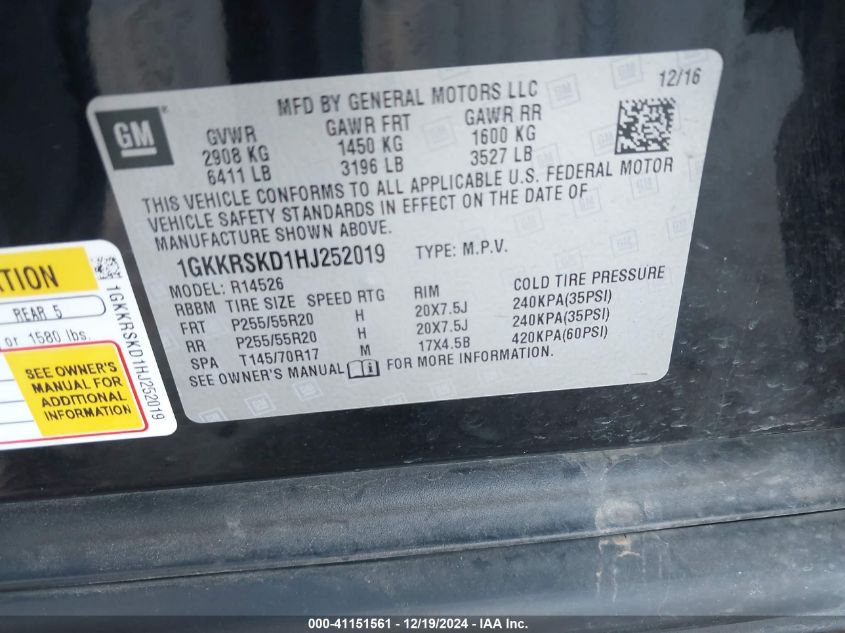 MFD BY GENERAL MOTORS LLC
12/16
GM
GVWR GAWR FRT GAWR RR
2908 KG 1450 KG 1600 KG
6411 LB 3196 LB 3527 LB
THIS VEHICLE CONFORMS TO ALL APPLICABLE U.S. FEDERAL MOTOR
VEHICLE SAFETY STANDARDS IN EFFECT ON THE DATE OF
MANUFACTURE SHOWN ABOVE.
1GKKRSKD1HJ252019 TYPE: M.P.V.
MODEL: R14526
RBBM TIRE SIZE SPEED RTG RIM COLD TIRE PRESSURE
FRT P255/55R20 H 20X7.5J 240KPA(35PSI)
RR P255/55R20 H 20X7.5J 240KPA(35PSI)
SPA T145/70R17 M 17X4.5B 420KPA(60PSI)
SEE OWNER'S MANUAL FOR MORE INFORMATION.
REAR 5
or 1580 lbs.
SEE OWNER'S
MANUAL FOR
ADDITIONAL
INFORMATION
1GKKRSKD1HJ252019
000-41151561 - 12/19/2024 - IAA Inc.